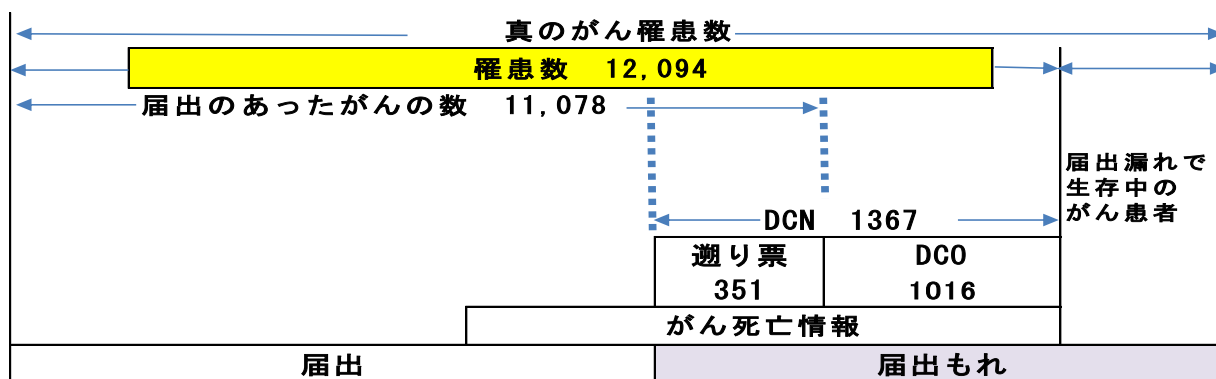 真のがん罹患数
罹患数 12,094
届出のあったがんの数 11,078
届出漏れで
生存中の
がん患者
DCN 1367
遡り票 DCO
351 1016
がん死亡情報
届出 届出もれ